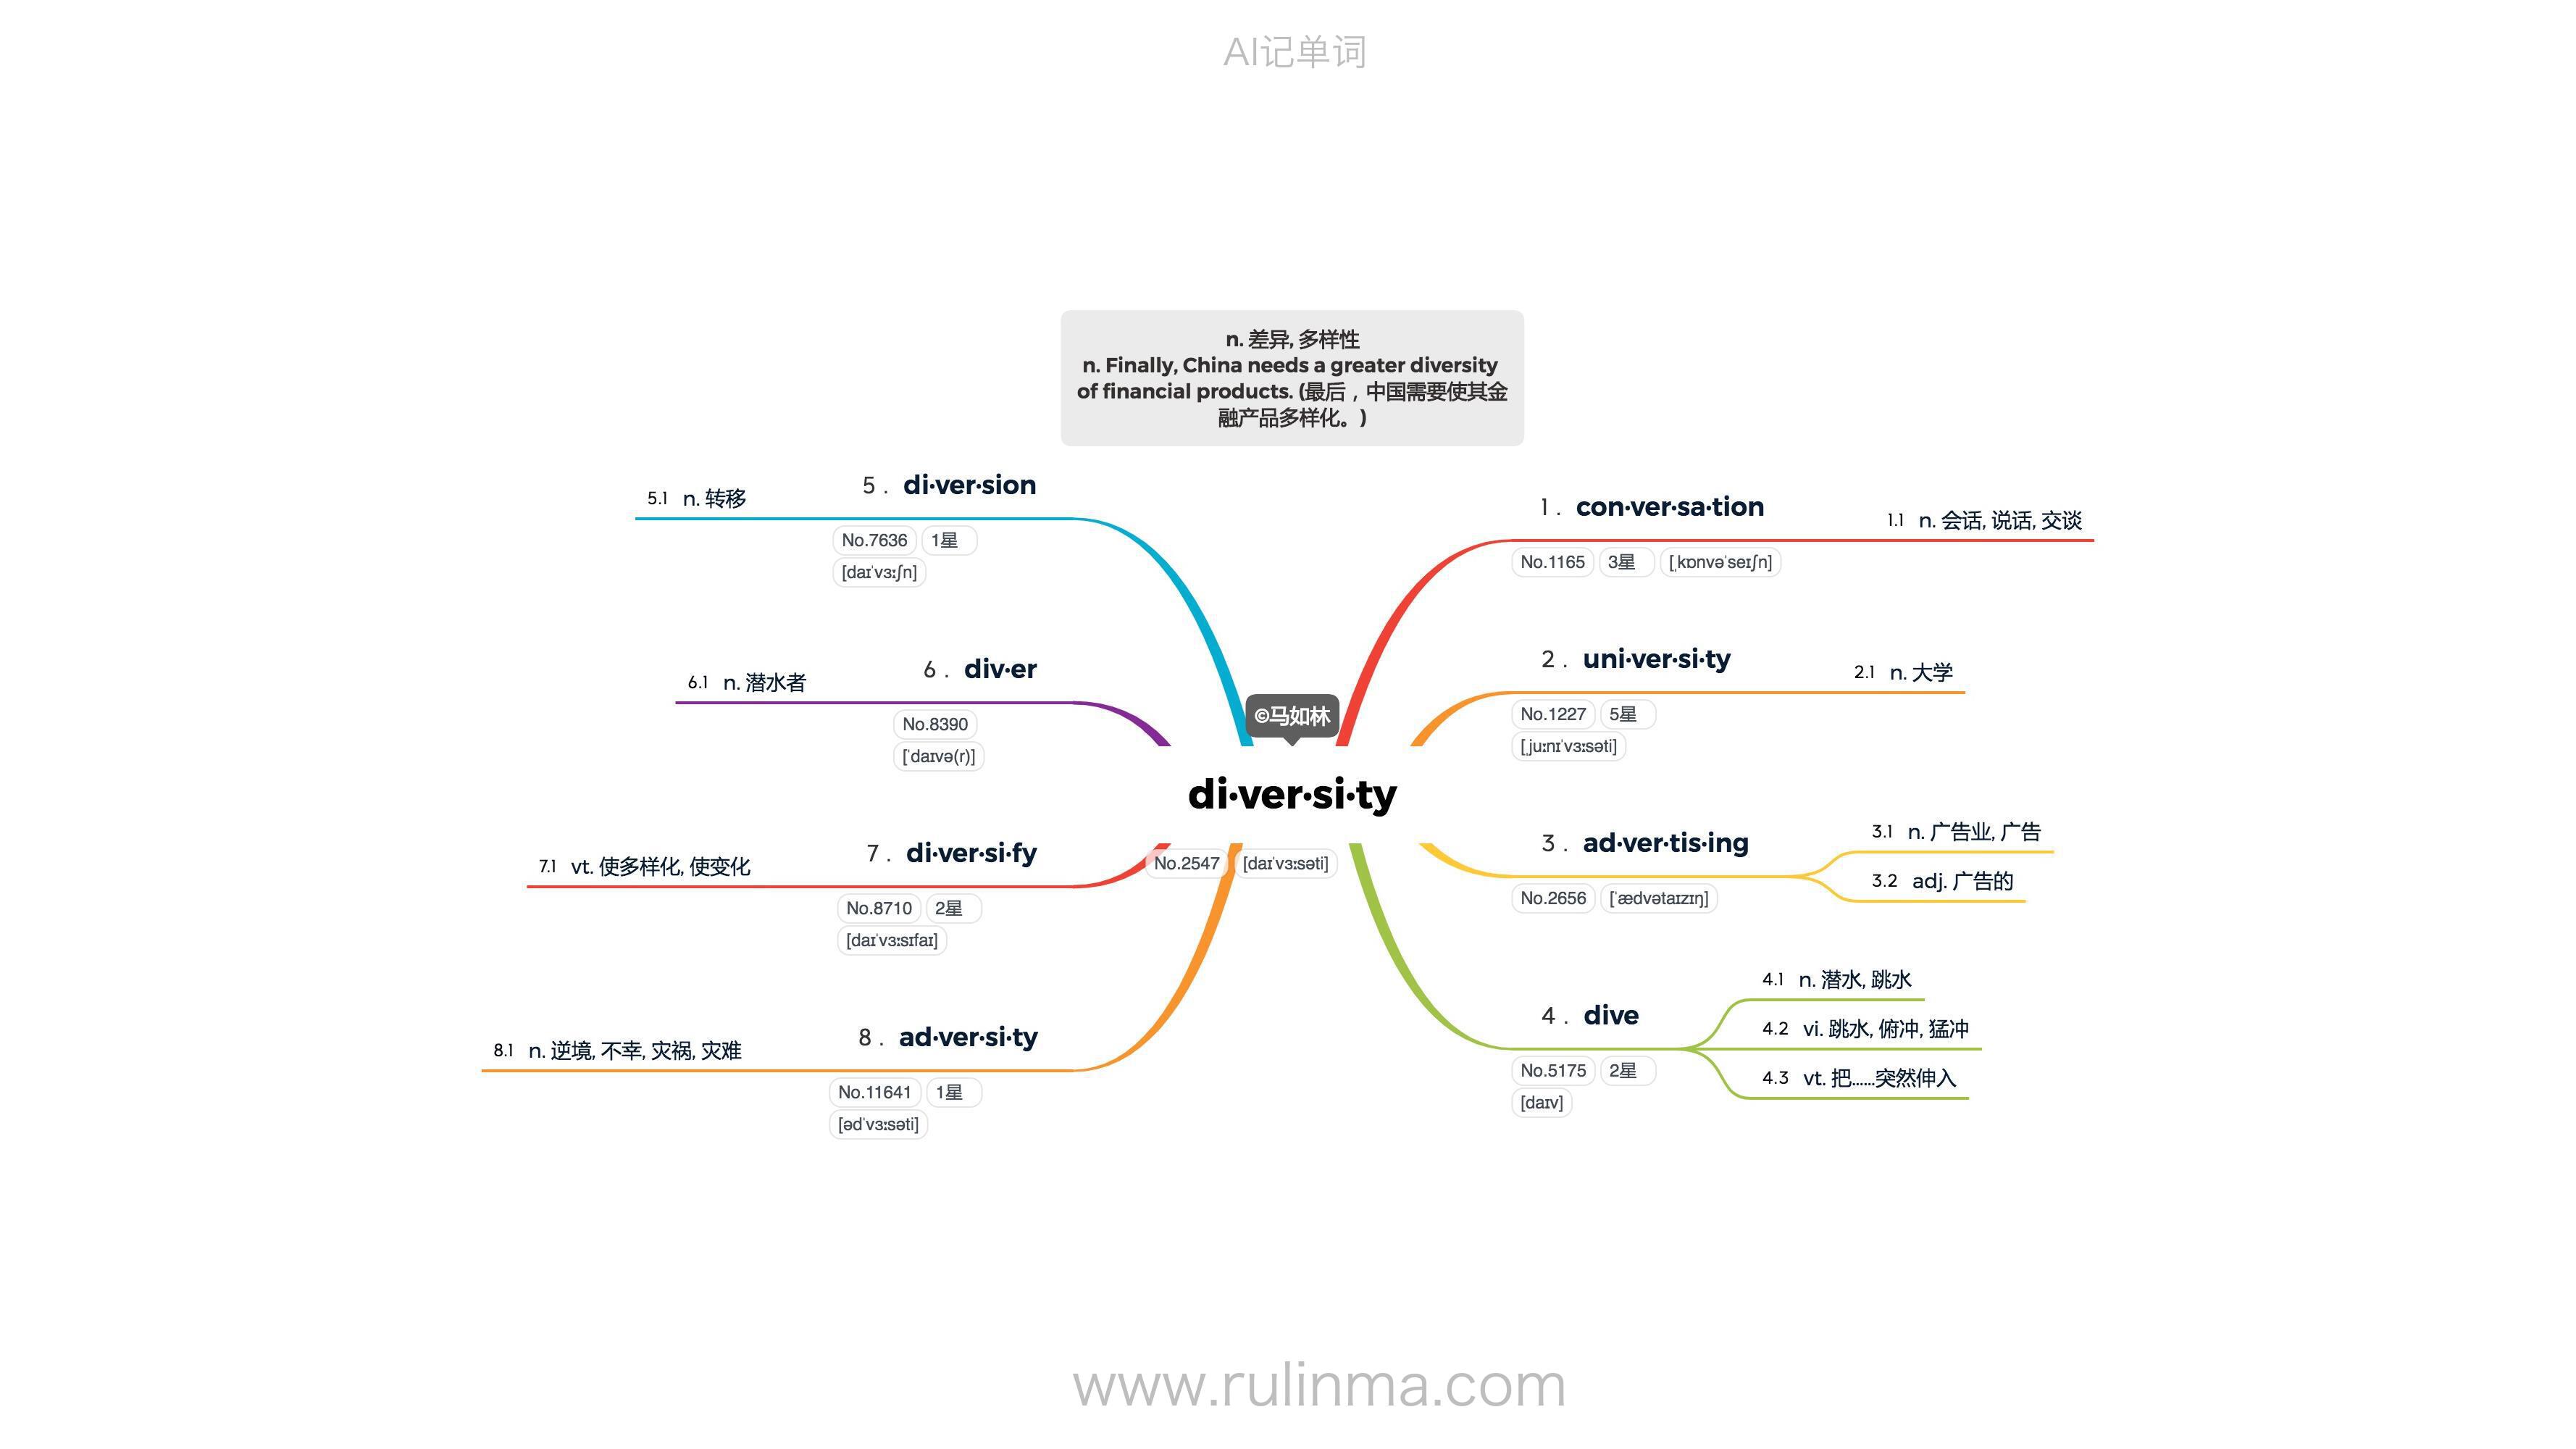 AI记单词
n. 差异, 多样性
n. Finally, China needs a greater diversity
of financial products. (最后，中国需要使其金
融产品多样化。)
©马如林
di·ver·si·ty
No.2547 [daɪˈvɜːsəti]
1. con·ver·sa·tion
No.1165 3星 [ˌkɒnvəˈseɪʃn]
1.1 n. 会话, 说话, 交谈
2. uni·ver·si·ty
No.1227 5星
[ˌjuːnɪˈvɜːsəti]
2.1 n. 大学
3. ad·ver·tis·ing
No.2656 [ˈædvətaɪzɪŋ]
3.1 n. 广告业, 广告
3.2 adj. 广告的
4. dive
No.5175 2星
[daɪv]
4.1 n. 潜水, 跳水
4.2 vi. 跳水, 俯冲, 猛冲
4.3 vt. 把……突然伸入
5. di·ver·sion
No.7636 1星
[daɪˈvɜːʃn]
5.1 n. 转移
6. div·er
No.8390
[ˈdaɪvə(r)]
6.1 n. 潜水者
7. di·ver·si·fy
No.8710 2星
[daɪˈvɜːsɪfaɪ]
7.1 vt. 使多样化, 使变化
8. ad·ver·si·ty
No.11641 1星
[ədˈvɜːsəti]
8.1 n. 逆境, 不幸, 灾祸, 灾难
www.rulinma.com